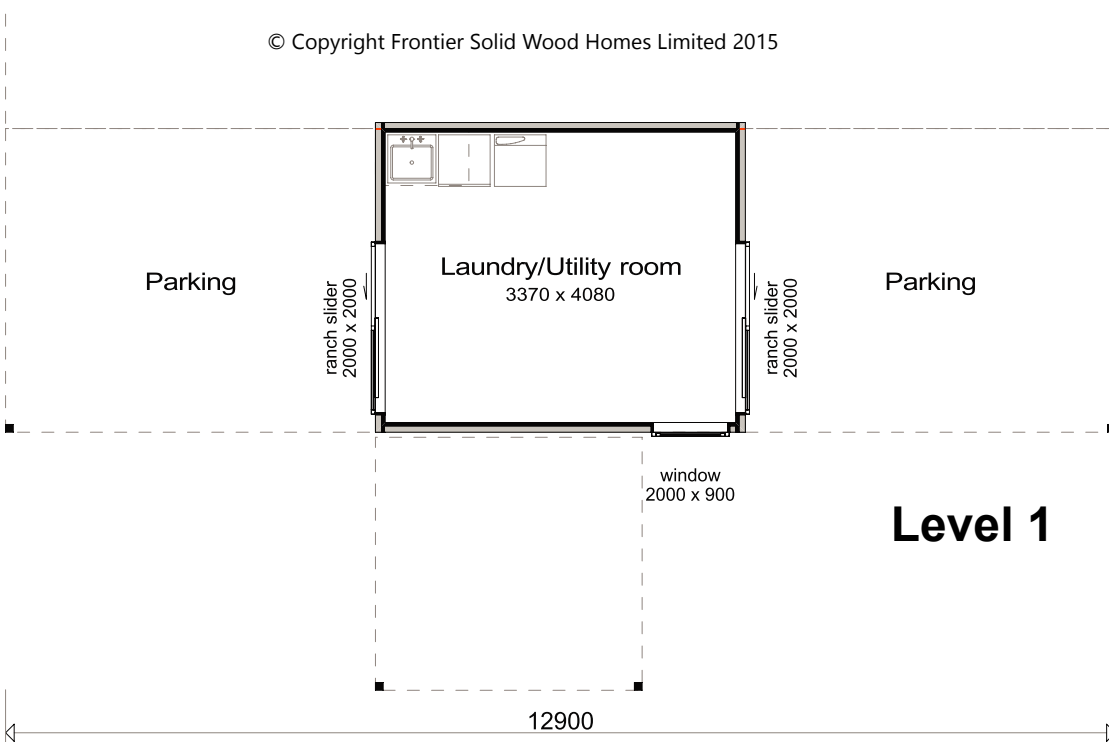 © Copyright Frontier Solid Wood Homes Limited 2015
Parking
ranch slider
2000 x 2000
Laundry/Utility room
3370 x 4080
ranch slider
2000 x 2000
Parking
window
2000 x 900
Level 1
12900